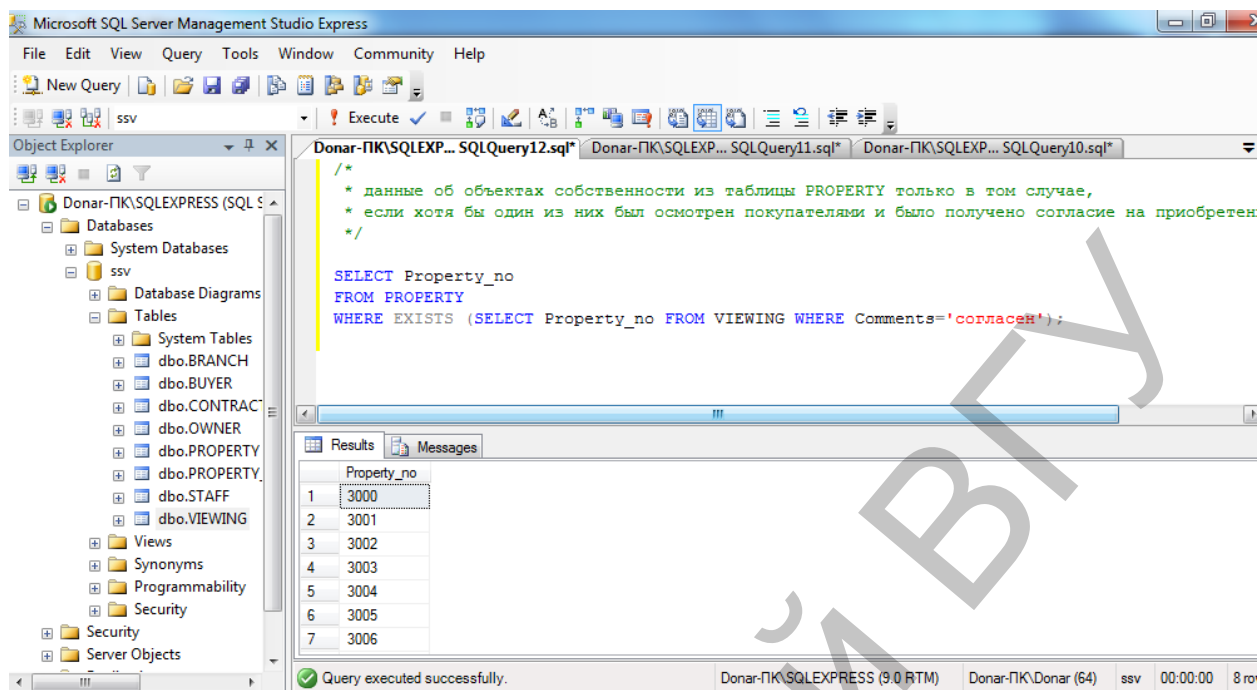 Microsoft SQL Server Management Studio Express
File Edit View Query Tools Window Community Help
New Query
ssv Execute
Object Explorer
Donar-ПК\SQLEXP... SQLQuery12.sql* Donar-ПК\SQLEXP... SQLQuery11.sql* Donar-ПК\SQLEXP... SQLQuery10.sql*
Donar-ПК\SQLEXPRESS (SQL S
Databases
System Databases
ssv
Database Diagrams
Tables
System Tables
dbo.BRANCH
dbo.BUYER
dbo.CONTRACT
dbo.OWNER
dbo.PROPERTY
dbo.PROPERTY_
dbo.STAFF
dbo.VIEWING
Views
Synonyms
Programmability
Security
Security
Server Objects
/*
* данные об объектах собственности из таблицы PROPERTY только в том случае,
* если хотя бы один из них был осмотрен покупателями и было получено согласие на приобретен
*/
SELECT Property_no
FROM PROPERTY
WHERE EXISTS (SELECT Property_no FROM VIEWING WHERE Comments='согласен');
Results Messages
Property_no
1 3000
2 3001
3 3002
4 3003
5 3004
6 3005
7 3006
Query executed successfully. Donar-ПК\SQLEXPRESS (9.0 RTM) Donar-ПК\Donar (64) ssv 00:00:00 8 ro
Й ВГУ